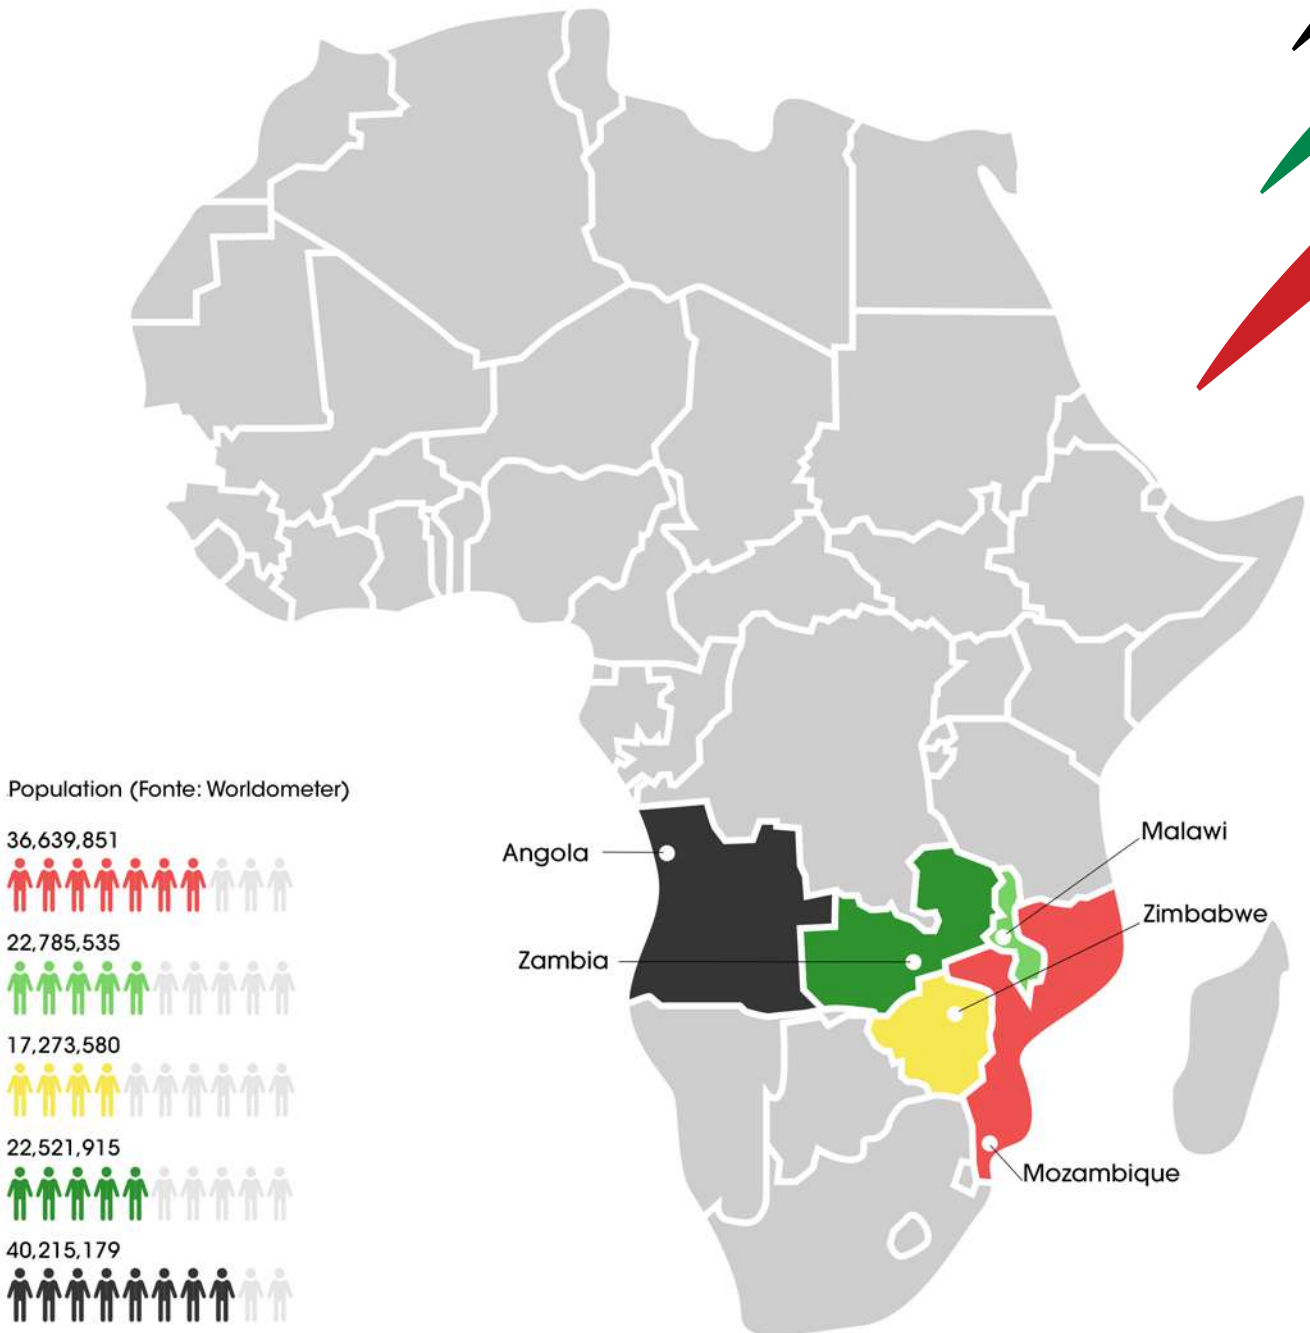 Population (Fonte: Worldometer)
36,639,851
22,785,535
17,273,580
22,521,915
40,215,179
Angola
Zambia
Malawi
Zimbabwe
Mozambique